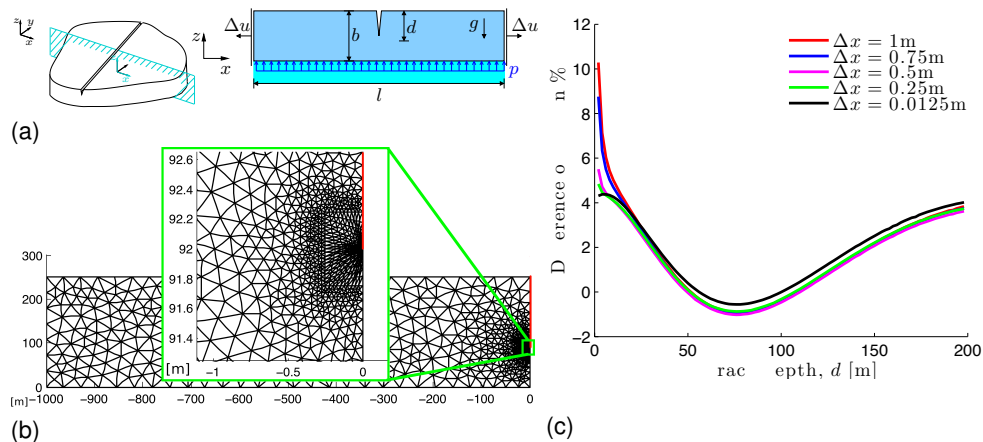 (a)
z y
x
z
x
Δu
b
d
g
Δu
p
l
(b)
300
200
100
0
[m]
-1000 -900 -800 -700 -600 -500 -400 -300 -200 -100 0
92.6
92.4
92.2
92
91.8
91.6
91.4
[m]
-1 -0.5 0
(c)
12
10
8
6
4
2
0
−2
D erence o n %
0 50 100 150 200
rac epth, d [m]
Δx = 1m
Δx = 0.75m
Δx = 0.5m
Δx = 0.25m
Δx = 0.0125m